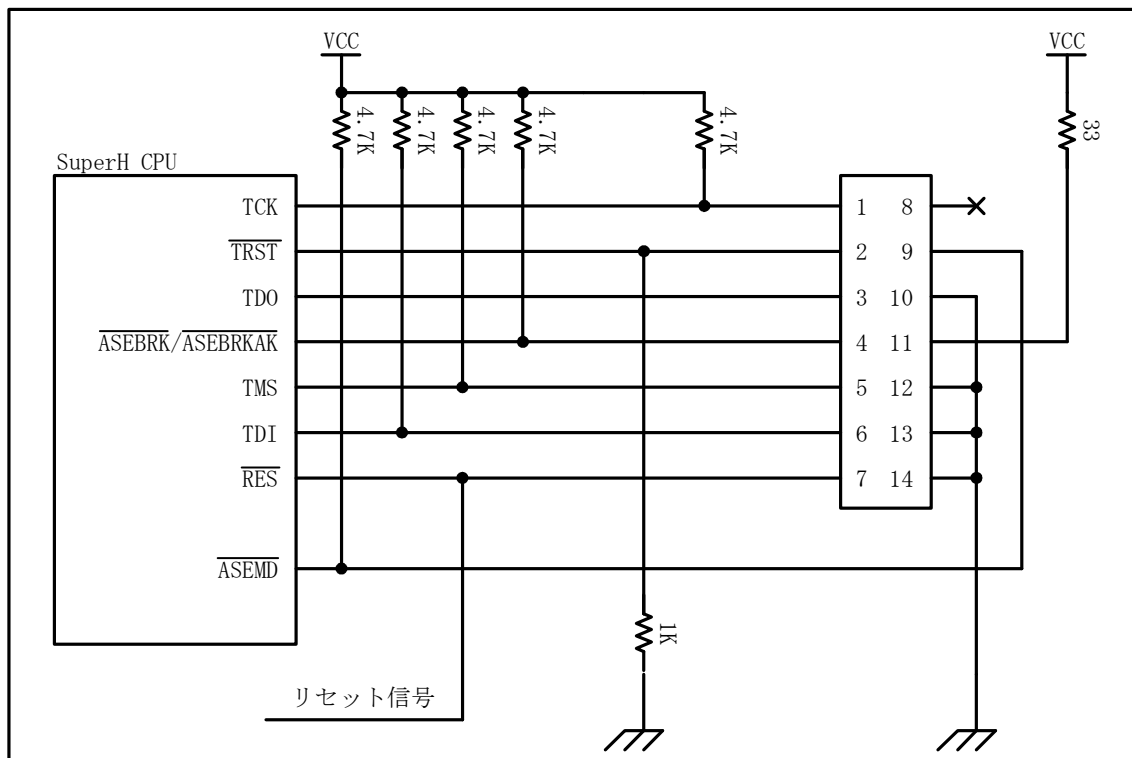 VCC
VCC
4.7K
4.7K
4.7K
4.7K
4.7K
33
SuperH CPU
TCK
1 8
TRST
2 9
TDO
3 10
ASEBRK/ASEBRKAK
4 11
TMS
5 12
TDI
6 13
RES
7 14
ASEMD
1K
リセット信号